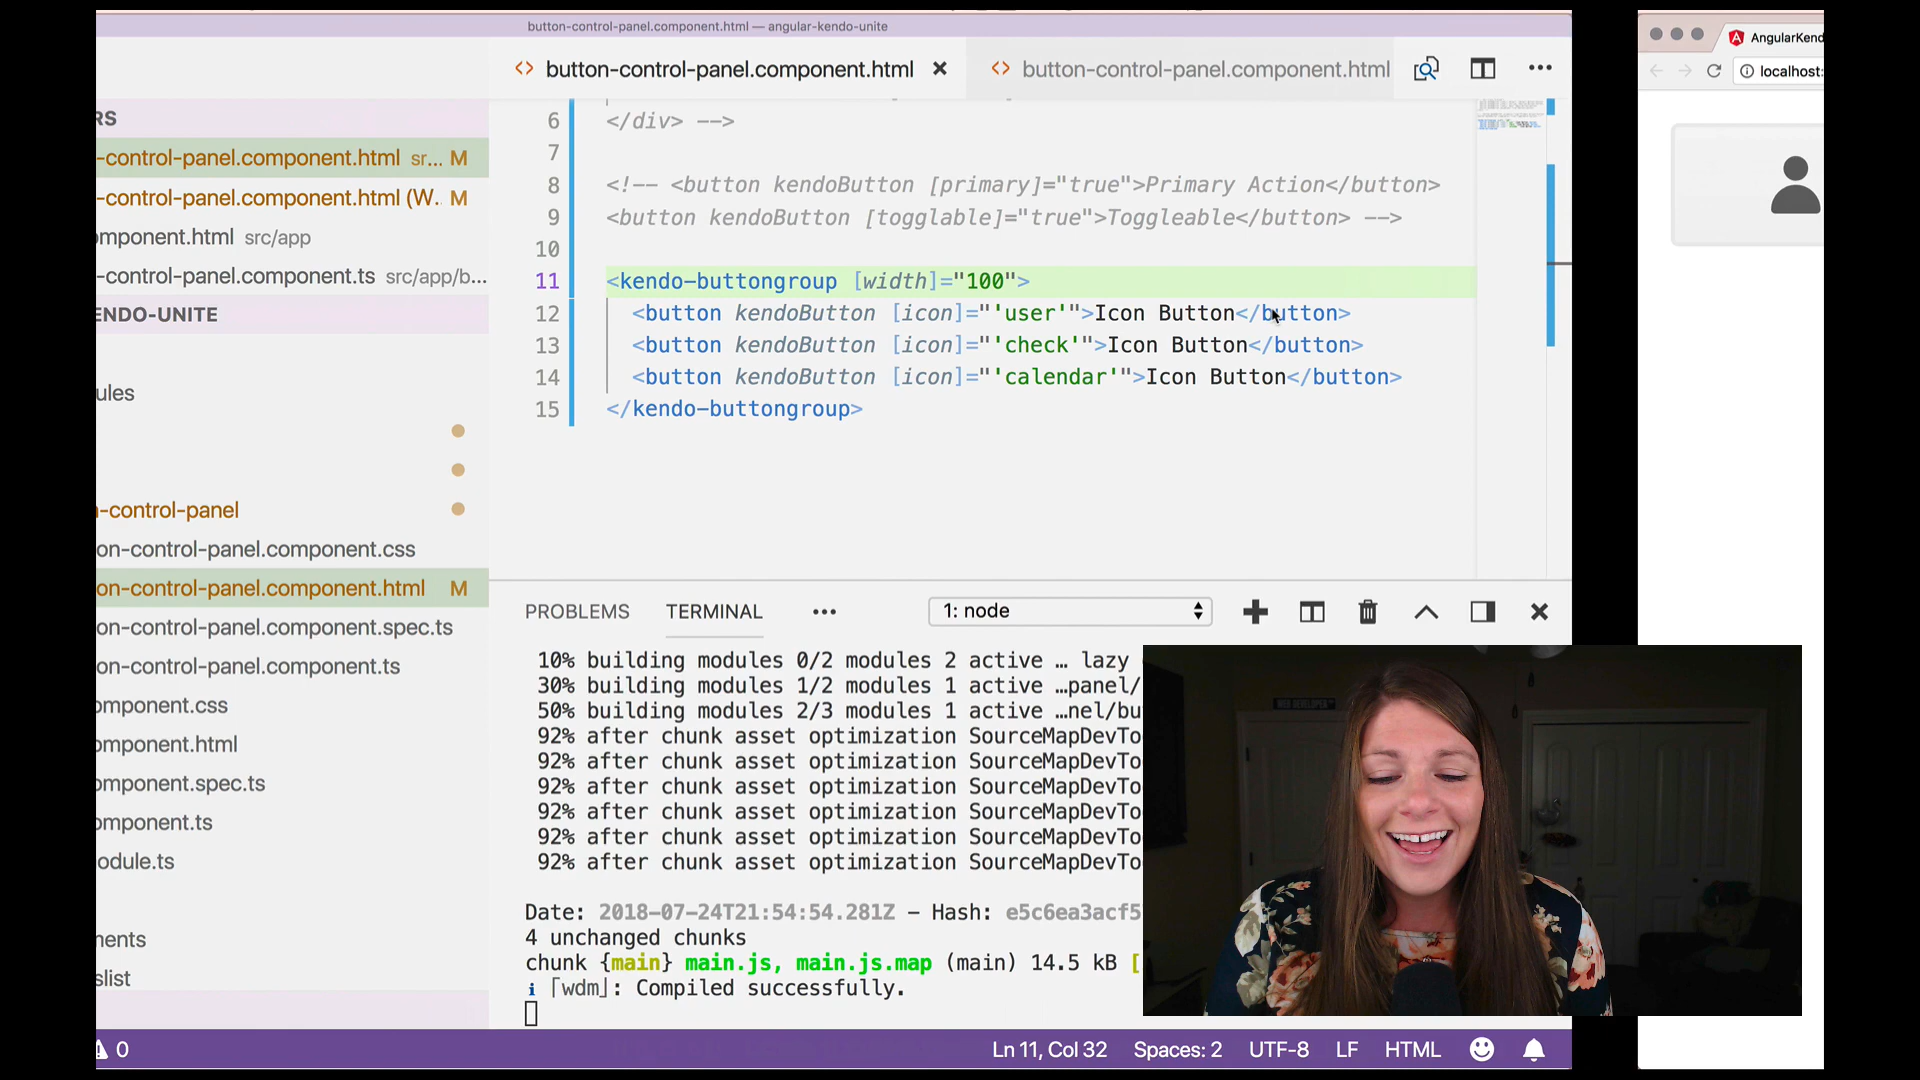 button-control-panel.component.html — angular-kendo-unite
button-control-panel.component.html
button-control-panel.component.html
AngularKend
localhost:
RS
-control-panel.component.html sr... M
-control-panel.component.html (W. M
omponent.html src/app
-control-panel.component.ts src/app/b...
ENDO-UNITE
ules
-control-panel
on-control-panel.component.css
on-control-panel.component.html M
on-control-panel.component.spec.ts
on-control-panel.component.ts
omponent.css
omponent.html
omponent.spec.ts
omponent.ts
odule.ts
nents
slist
6 </div> -->
7
8 <!-- <button kendoButton [primary]="true">Primary Action</button>
9 <button kendoButton [togglable]="true">Toggleable</button> -->
10
11 <kendo-buttongroup [width]="100">
12 <button kendoButton [icon]="'user'">Icon Button</button>
13 <button kendoButton [icon]="'check'">Icon Button</button>
14 <button kendoButton [icon]="'calendar'">Icon Button</button>
15 </kendo-buttongroup>
PROBLEMS TERMINAL ••• 1: node
10% building modules 0/2 modules 2 active … lazy
30% building modules 1/2 modules 1 active …panel/
50% building modules 2/3 modules 1 active …nel/bu
92% after chunk asset optimization SourceMapDevTo
92% after chunk asset optimization SourceMapDevTo
92% after chunk asset optimization SourceMapDevTo
92% after chunk asset optimization SourceMapDevTo
92% after chunk asset optimization SourceMapDevTo
92% after chunk asset optimization SourceMapDevTo
Date: 2018-07-24T21:54:54.281Z – Hash: e5c6ea3acf5
4 unchanged chunks
chunk {main} main.js, main.js.map (main) 14.5 kB [
i ｢wdm｣: Compiled successfully.
WEB DEVELOPER
0
Ln 11, Col 32 Spaces: 2 UTF-8 LF HTML